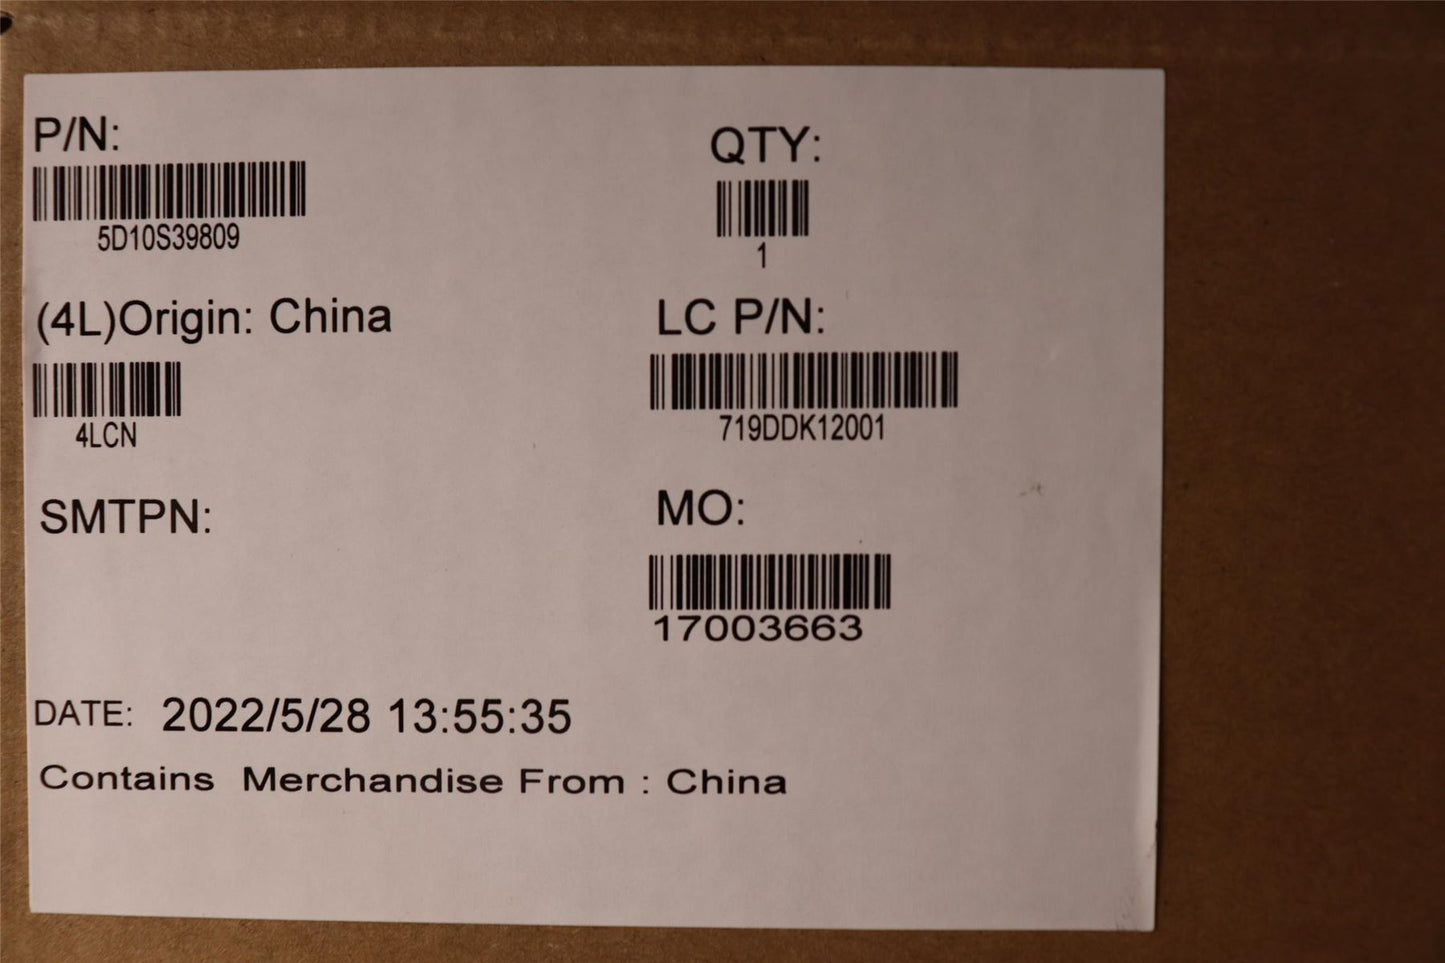 P/N:
5D10S39809
QTY:
1
(4L)Origin: China
4LCN
LC P/N:
719DDK12001
SMTPN:
MO:
17003663
DATE: 2022/5/28 13:55:35
Contains Merchandise From : China